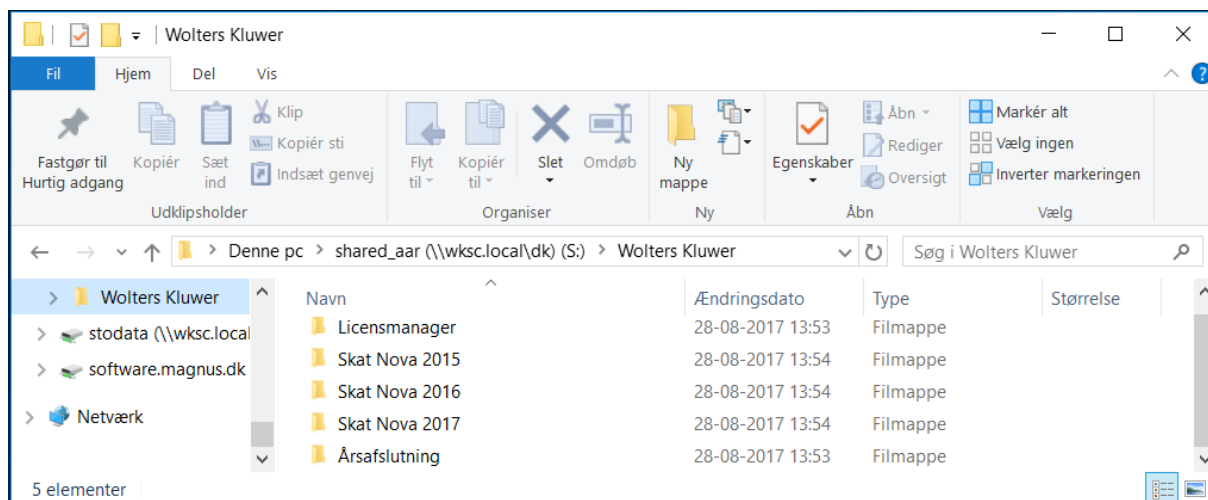 Wolters Kluwer
Fil Hjem Del Vis
Fastgør til Hurtig adgang
Kopiér
Sæt ind
Klip
Kopiér sti
Indsæt genvej
Udklipsholder
Flyt til
Kopiér til
Slet
Omdøb
Organiser
Ny mappe
Ny
Egenskaber
Åbn
Rediger
Oversigt
Åbn
Markér alt
Vælg ingen
Inverter markeringen
Vælg
Denne pc > shared_aar (\\wksc.local\dk) (S:) > Wolters Kluwer
Søg i Wolters Kluwer
Wolters Kluwer
stodata (\\wksc.local
software.magnus.dk
Netværk
Navn Ændringsdato Type Størrelse
Licensmanager 28-08-2017 13:53 Filmappe
Skat Nova 2015 28-08-2017 13:54 Filmappe
Skat Nova 2016 28-08-2017 13:54 Filmappe
Skat Nova 2017 28-08-2017 13:54 Filmappe
Årsafslutning 28-08-2017 13:53 Filmappe
5 elementer